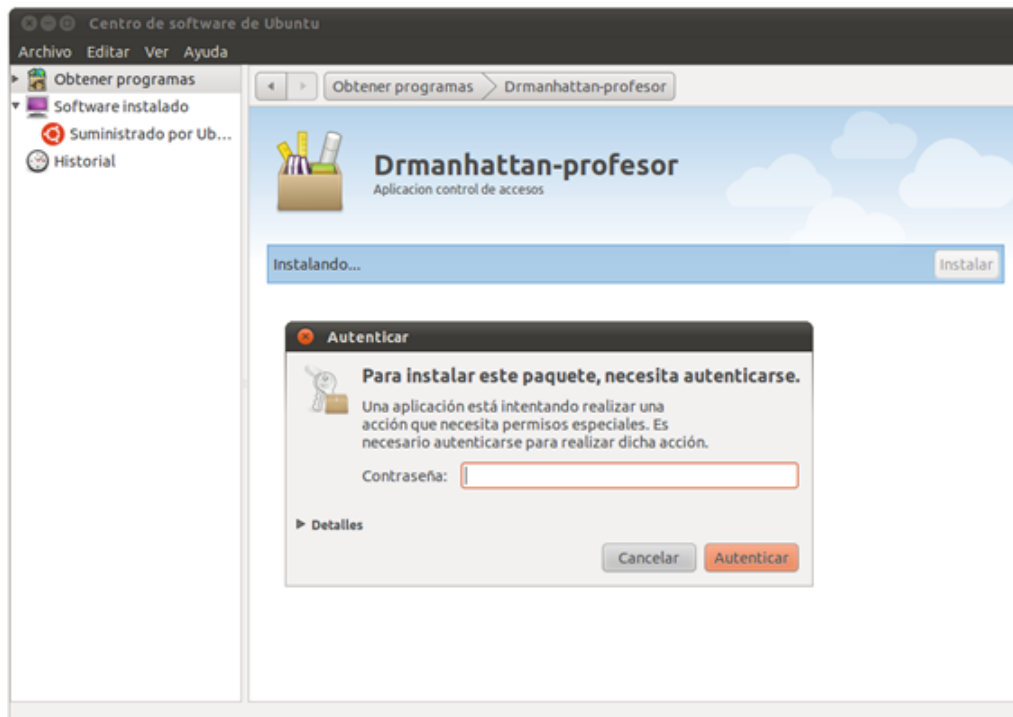 Centro de software de Ubuntu
Archivo Editar Ver Ayuda
Obtener programas
Software instalado
Suministrado por Ub...
Historial
Obtener programas Drmanhattan-profesor
Drmanhattan-profesor
Aplicacion control de accesos
Instalando... Instalar
Autenticar
Para instalar este paquete, necesita autenticarse.
Una aplicación está intentando realizar una
acción que necesita permisos especiales. Es
necesario autenticarse para realizar dicha acción.
Contraseña:
Detalles
Cancelar Autenticar